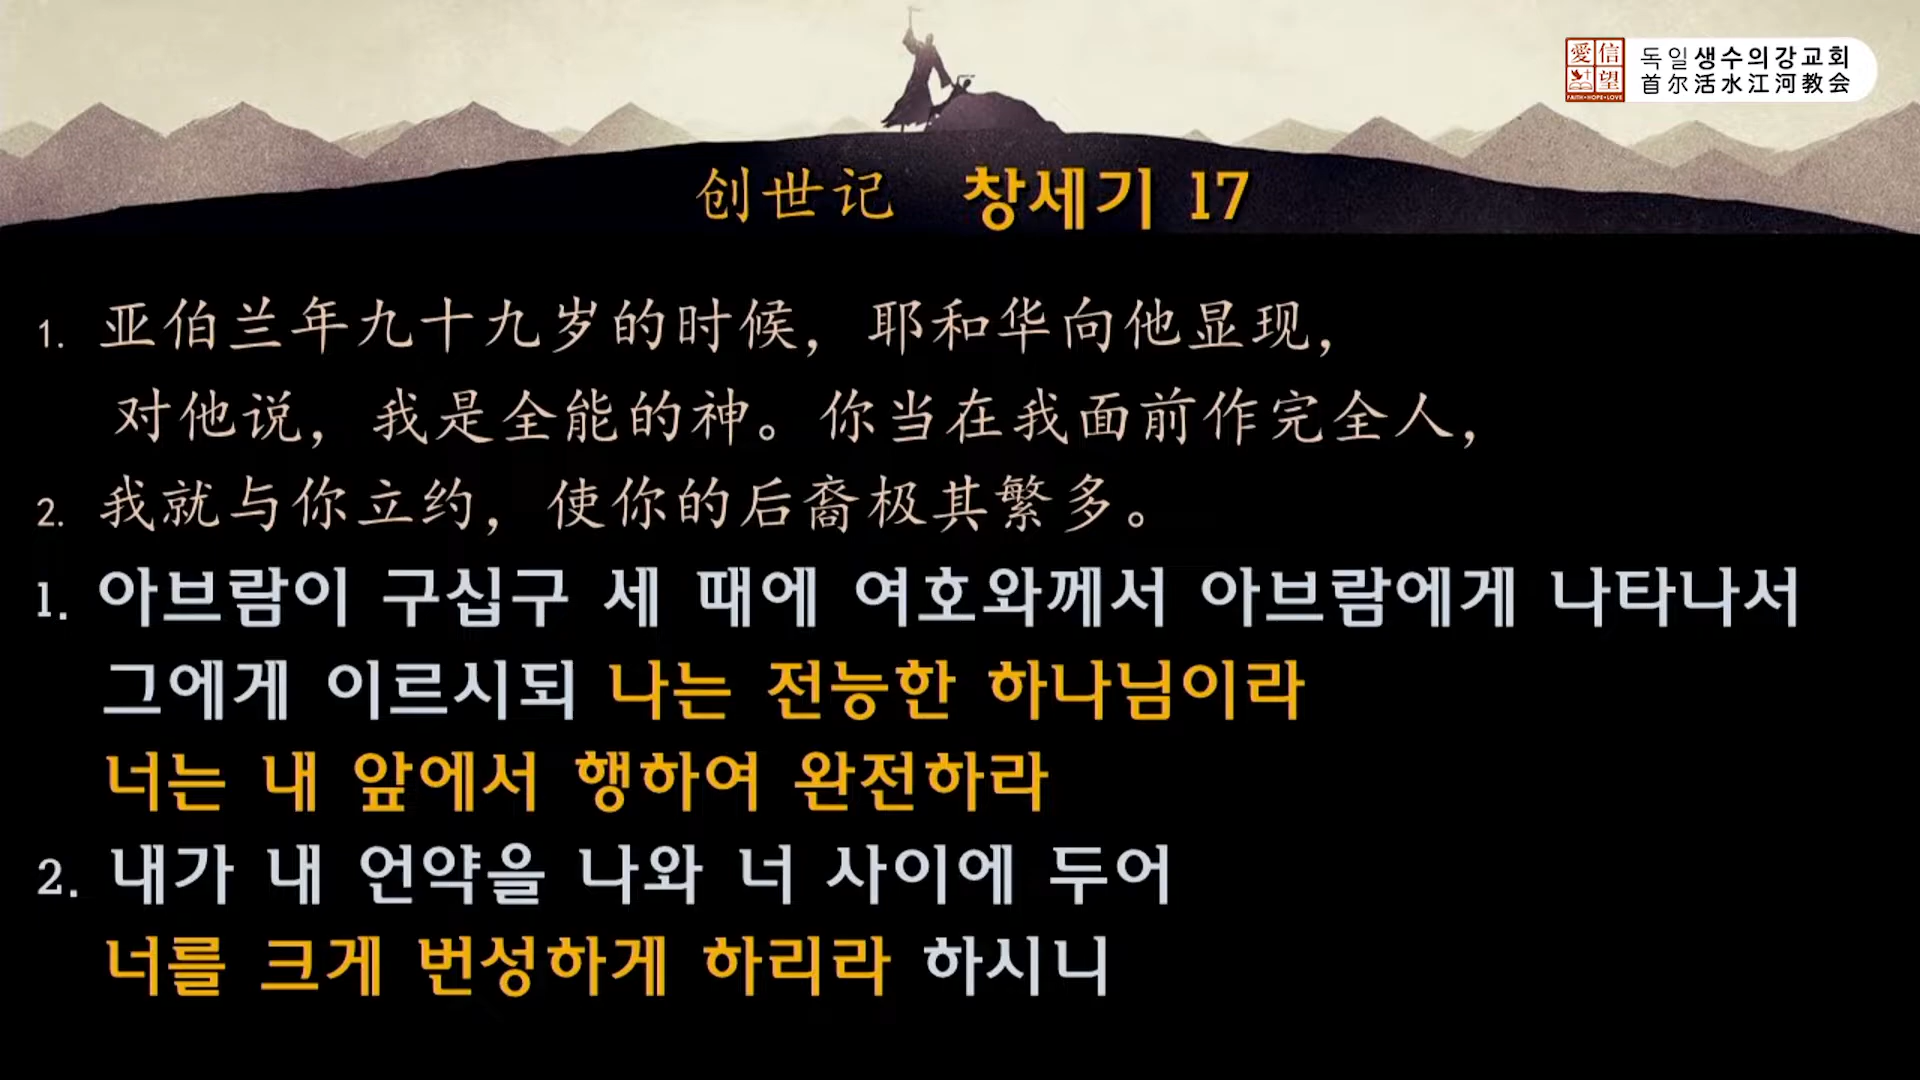 愛信
望
FAITH•HOPE•LOVE
독일생수의강교회
首尔活水江河教会
创世记 창세기 17
1. 亚伯兰年九十九岁的时候，耶和华向他显现，
对他说，我是全能的神。你当在我面前作完全人，
2. 我就与你立约，使你的后裔极其繁多。
1. 아브람이 구십구 세 때에 여호와께서 아브람에게 나타나서
그에게 이르시되 나는 전능한 하나님이라
너는 내 앞에서 행하여 완전하라
2. 내가 내 언약을 나와 너 사이에 두어
너를 크게 번성하게 하리라 하시니